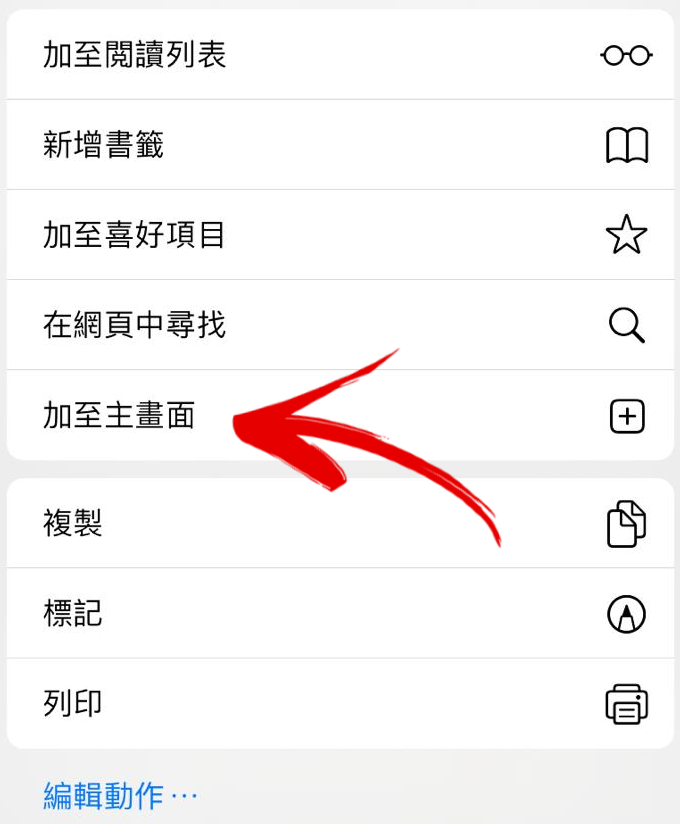 加至閱讀列表
新增書籤
加至喜好項目
在網頁中尋找
加至主畫面
複製
標記
列印
編輯動作⋯